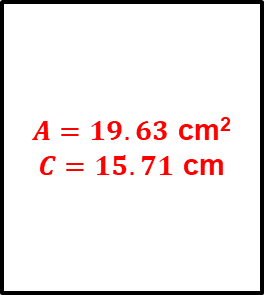 A = 19.63 cm²
C = 15.71 cm